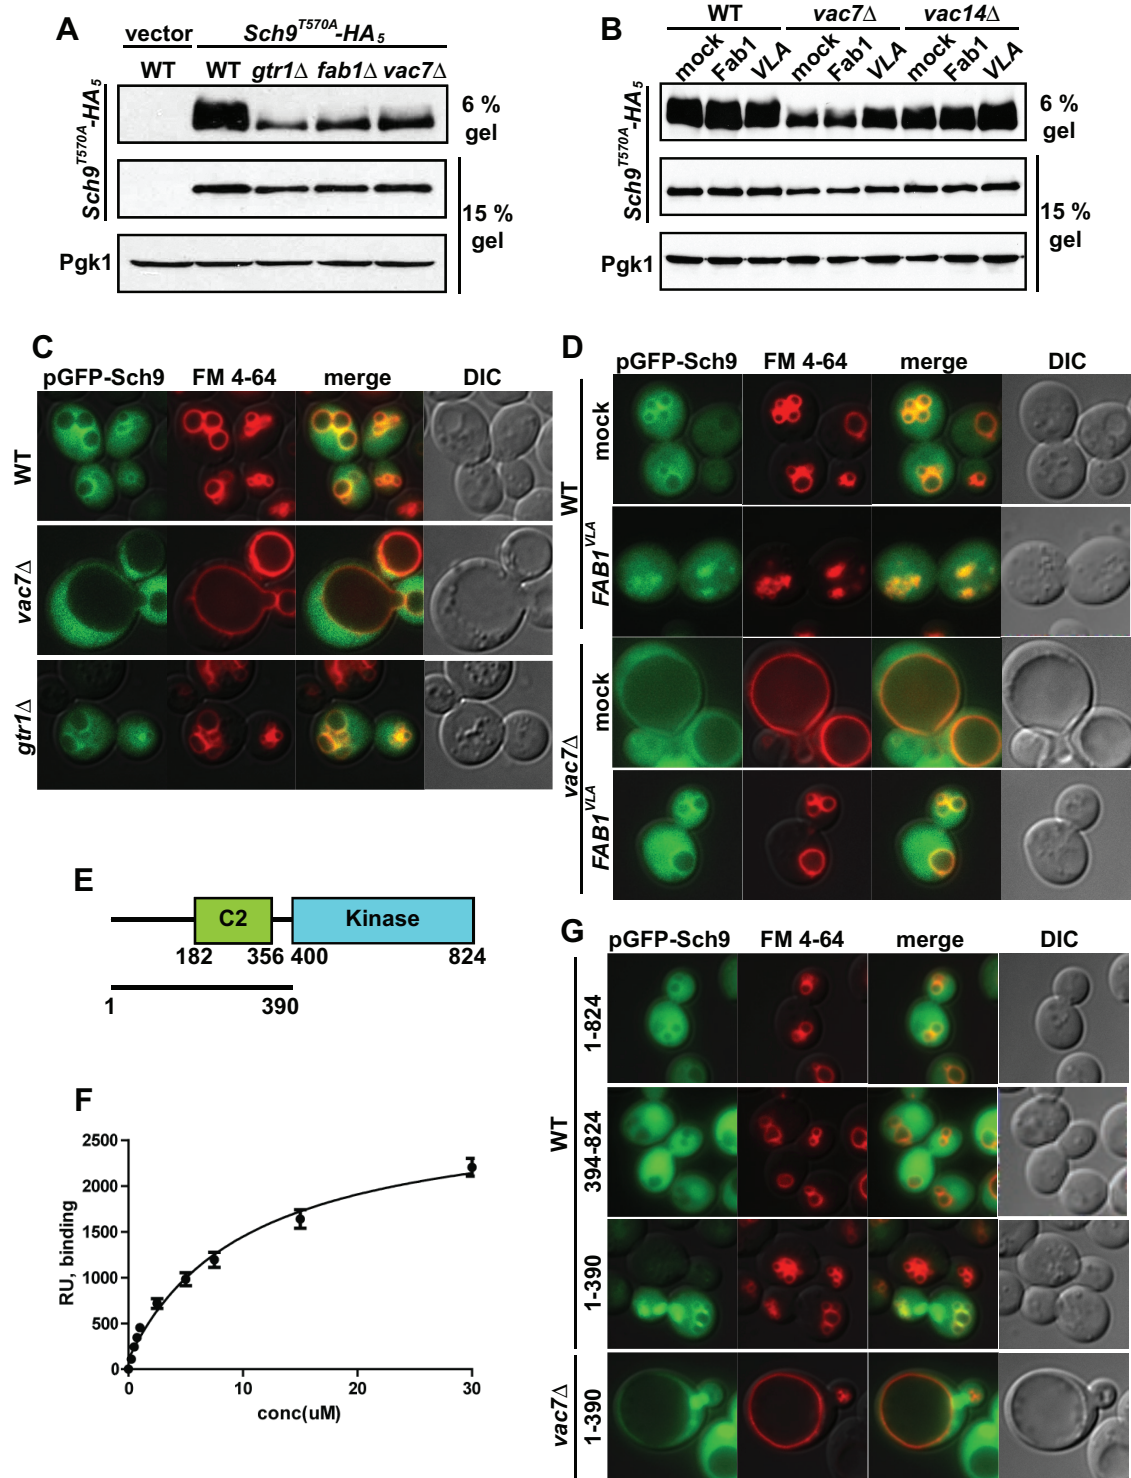 A
vector Sch9T570A-HA5
WT WT gtr1Δ fab1Δ vac7Δ
Sch9T570A-HA5
6 %
gel
15 %
gel
Pgk1
B
WT vac7Δ vac14Δ
mock Fab1 VLA mock Fab1 VLA mock Fab1 VLA
Sch9T570A-HA5
6 %
gel
15 %
gel
Pgk1
C
pGFP-Sch9 FM 4-64 merge DIC
WT
vac7Δ
gtr1Δ
D
pGFP-Sch9 FM 4-64 merge DIC
WT
mock
FAB1VLA
vac7Δ
mock
FAB1VLA
E
C2 Kinase
182 356 400 824
1 390
F
RU, binding
2500
2000
1500
1000
500
0
0 10 20 30
conc(uM)
G
pGFP-Sch9 FM 4-64 merge DIC
WT
1-824
394-824
1-390
vac7Δ
1-390